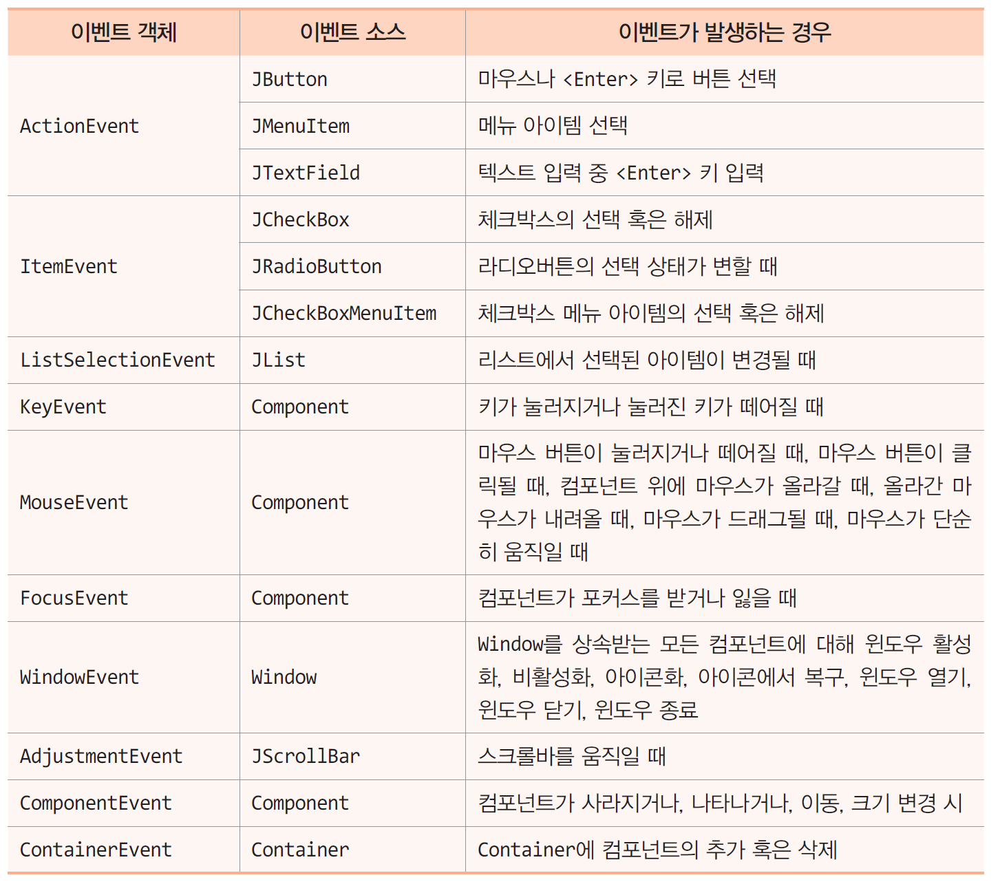 이벤트 객체 이벤트 소스 이벤트가 발생하는 경우
JButton 마우스나 <Enter> 키로 버튼 선택
ActionEvent JMenuItem 메뉴 아이템 선택
JTextField 텍스트 입력 중 <Enter> 키 입력
JCheckBox 체크박스의 선택 혹은 해제
ItemEvent JRadioButton 라디오버튼의 선택 상태가 변할 때
JCheckBoxMenuItem 체크박스 메뉴 아이템의 선택 혹은 해제
ListSelectionEvent JList 리스트에서 선택된 아이템이 변경될 때
KeyEvent Component 키가 눌러지거나 눌러진 키가 떼어질 때
마우스 버튼이 눌러지거나 떼어질 때, 마우스 버튼이 클
릭될 때, 컴포넌트 위에 마우스가 올라갈 때, 올라간 마
MouseEvent Component
우스가 내려올 때, 마우스가 드래그될 때, 마우스가 단순
히 움직일 때
FocusEvent Component 컴포넌트가 포커스를 받거나 잃을 때
Window를 상속받는 모든 컴포넌트에 대해 윈도우 활성
WindowEvent Window 화, 비활성화, 아이콘화, 아이콘에서 복구, 윈도우 열기,
윈도우 닫기, 윈도우 종료
AdjustmentEvent JScrollBar 스크롤바를 움직일 때
ComponentEvent Component 컴포넌트가 사라지거나, 나타나거나, 이동, 크기 변경 시
ContainerEvent Container Container에 컴포넌트의 추가 혹은 삭제